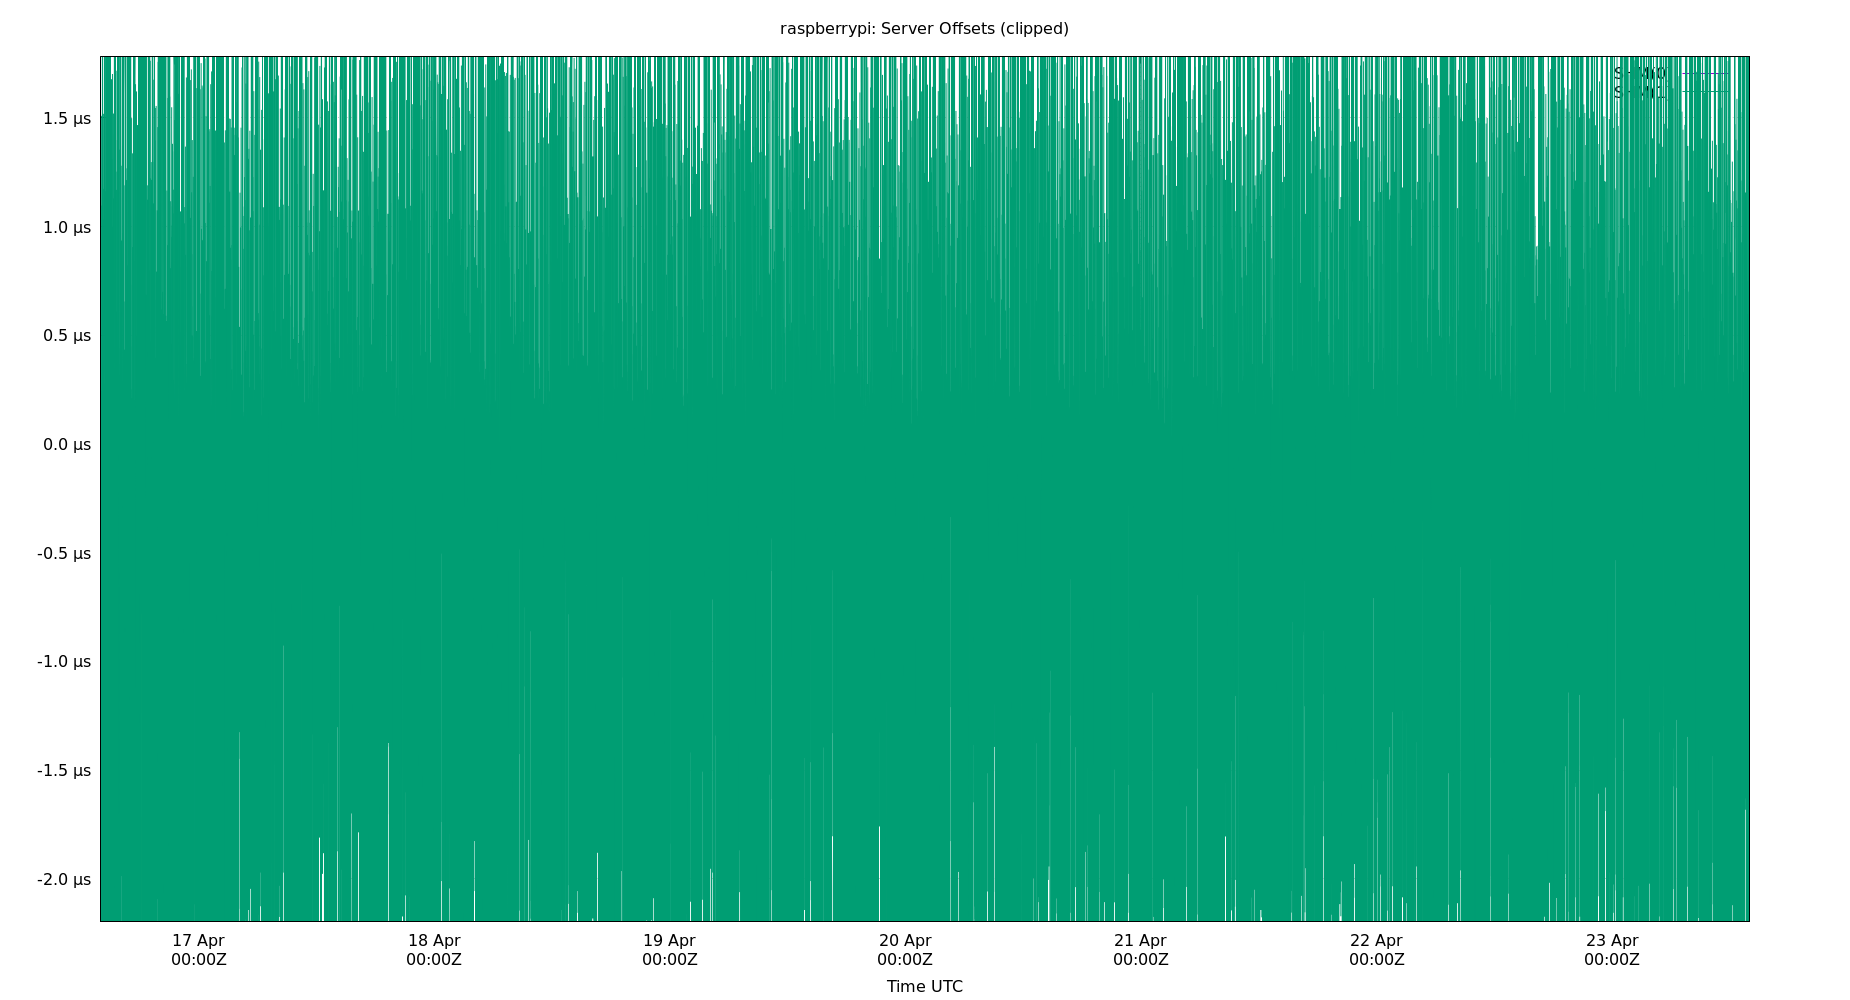 raspberrypi: Server Offsets (clipped)
1.5 µs
1.0 µs
0.5 µs
0.0 µs
-0.5 µs
-1.0 µs
-1.5 µs
-2.0 µs
17 Apr 18 Apr 19 Apr 20 Apr 21 Apr 22 Apr 23 Apr
00:00Z 00:00Z 00:00Z 00:00Z 00:00Z 00:00Z 00:00Z
Time UTC